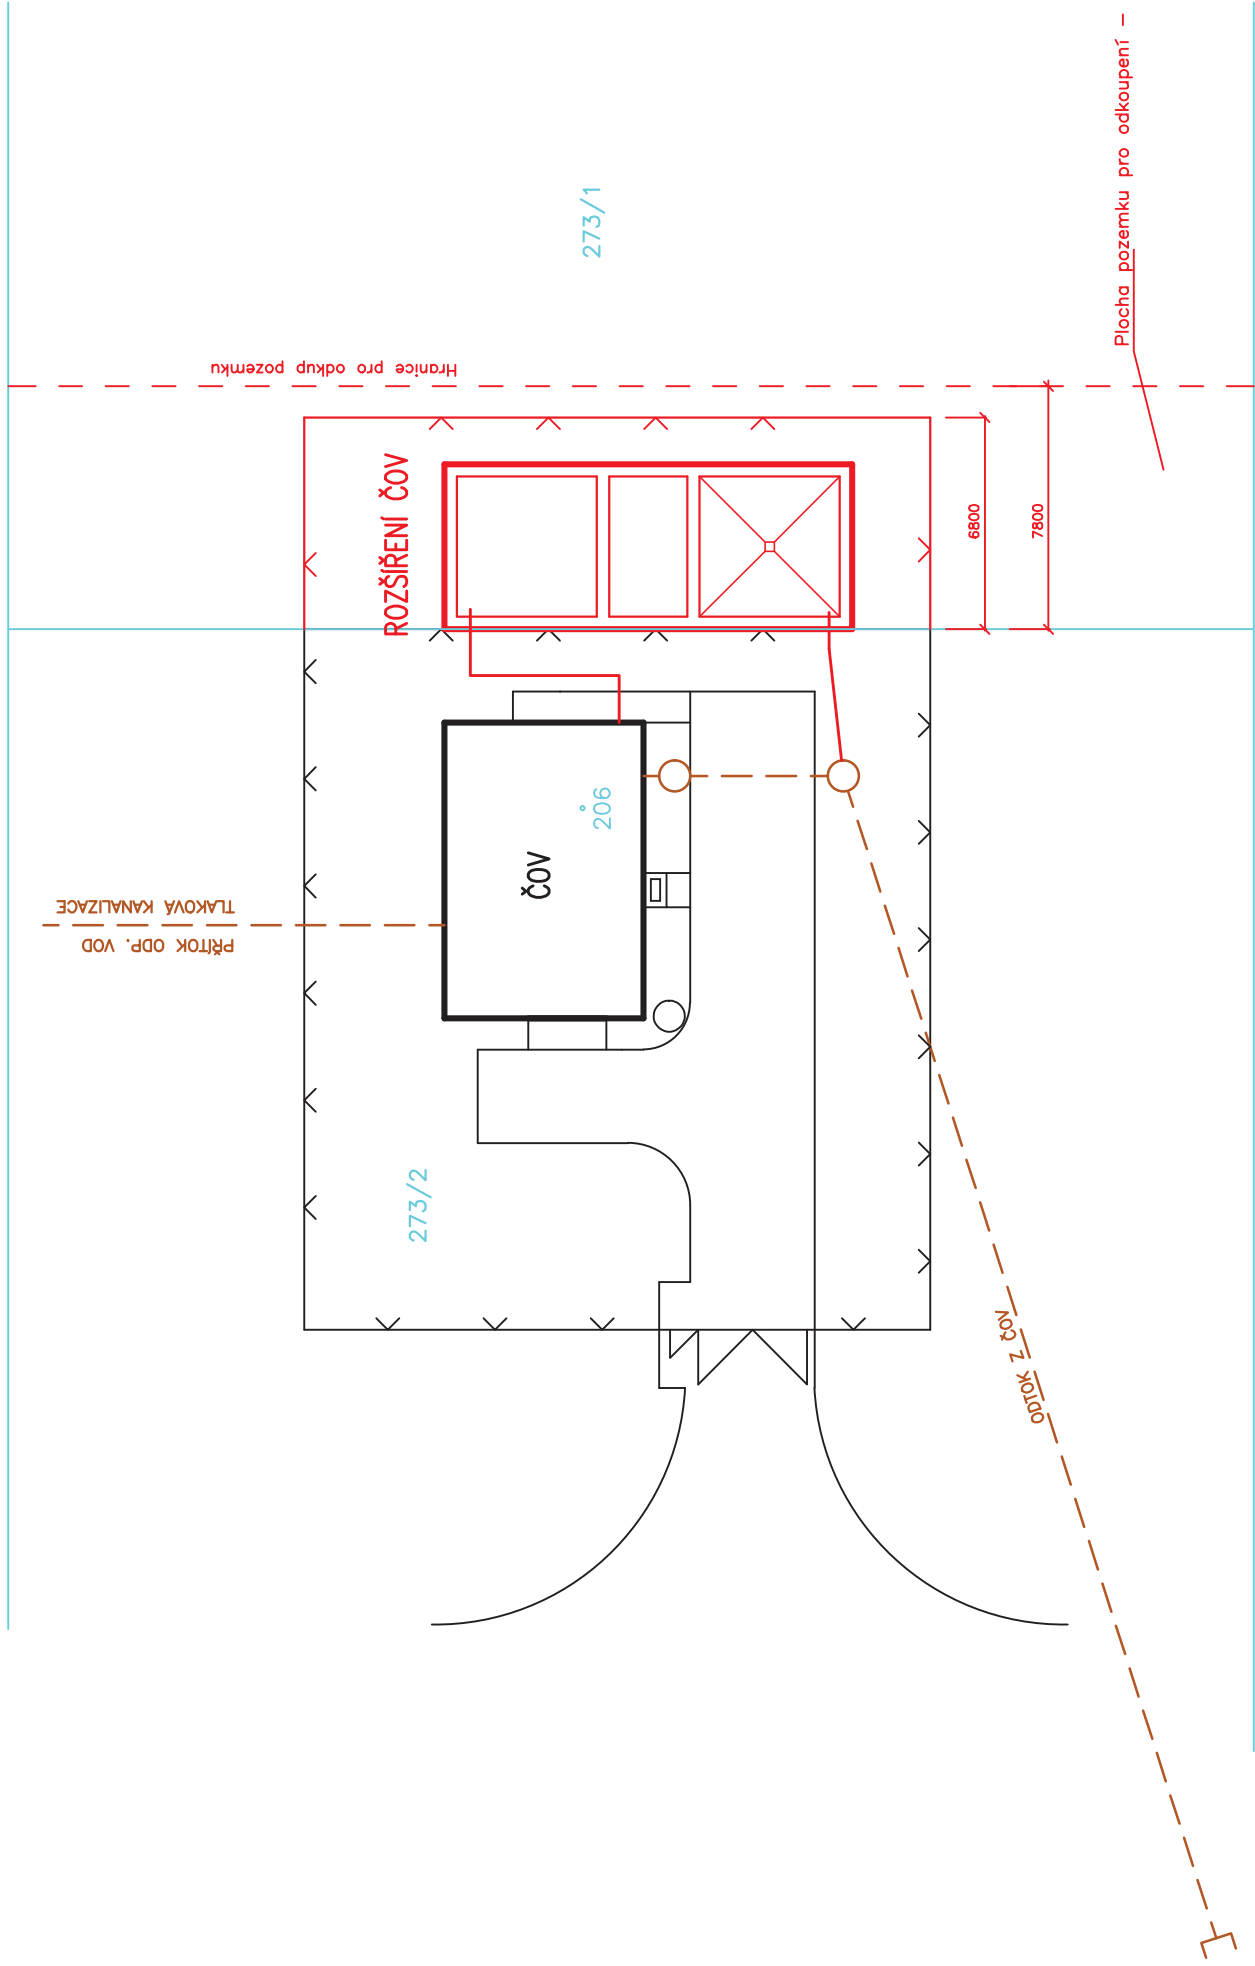 Plocha pozemku pro odkoupení -
273/1
Hranice pro odkup pozemku
ROZŠÍŘENÍ ČOV
6800
7800
206
ČOV
TLAKOVÁ KANALIZACE
PŘÍTOK ODP. VOD
273/2
ODTOK Z ČOV